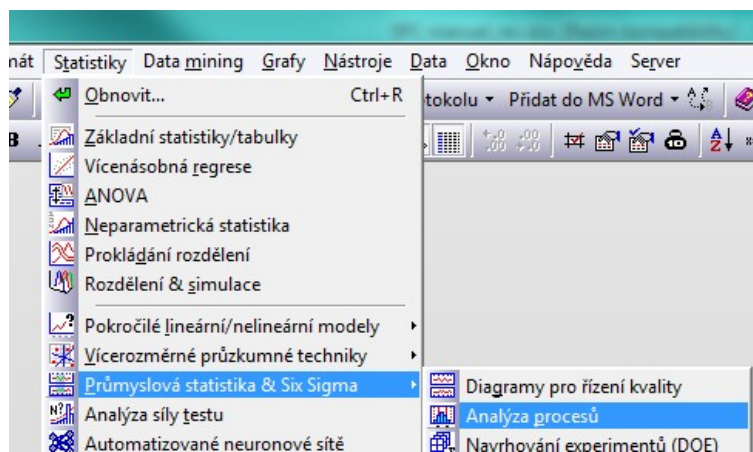 mát Statistiky Data mining Grafy Nástroje Data Okno Nápověda Server
Obnovit... Ctrl+R
tokolu Přidat do MS Word
B
Základní statistiky/tabulky
Vícenásobná regrese
ANOVA
Neparametrická statistika
Prokládání rozdělení
Rozdělení & simulace
Pokročilé lineární/nelineární modely
Vícerozměrné průzkumné techniky
Průmyslová statistika & Six Sigma
Diagramy pro řízení kvality
Analýza síly testu
Analýza procesů
Automatizované neuronové sítě
Navrhování experimentů (DOE)